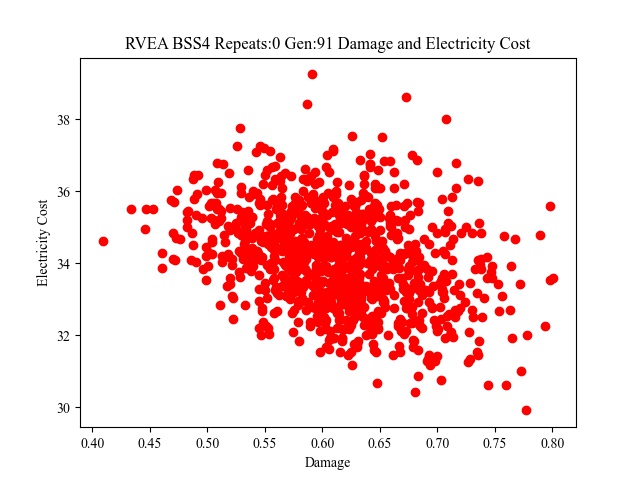 RVEA BSS4 Repeats:0 Gen:91 Damage and Electricity Cost
Electricity Cost
38
36
34
32
30
0.40 0.45 0.50 0.55 0.60 0.65 0.70 0.75 0.80
Damage